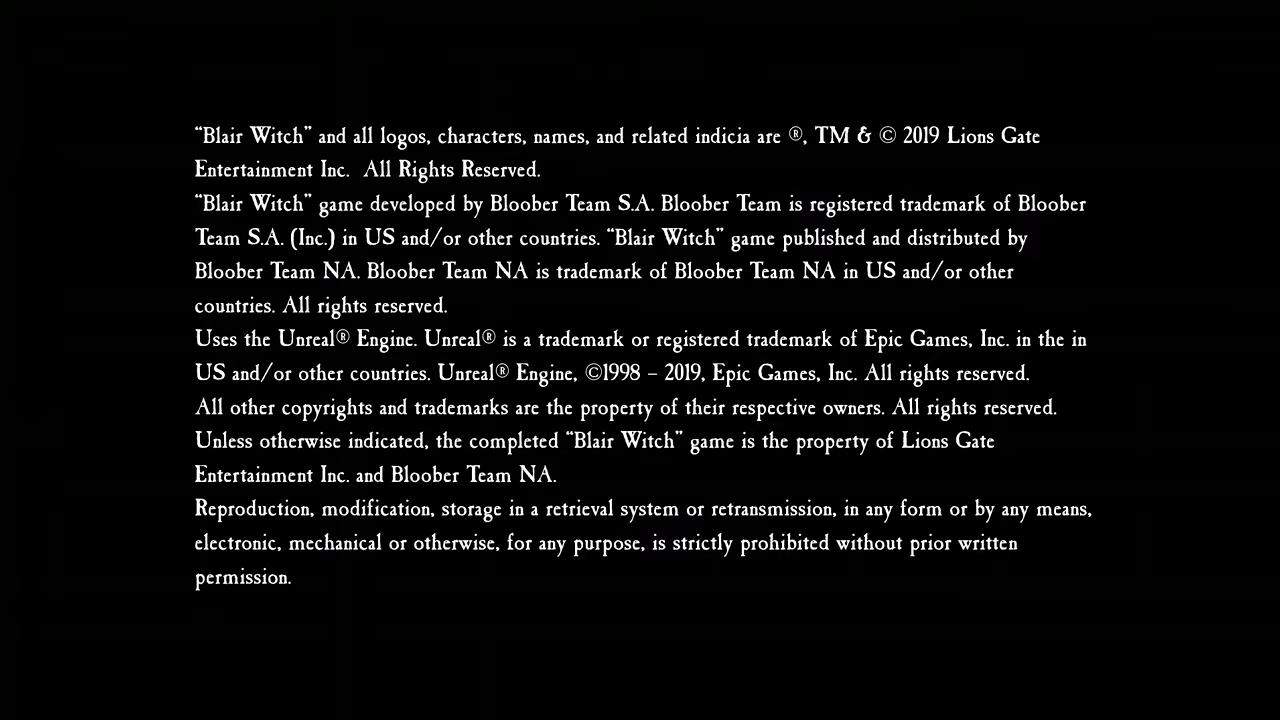 “Blair Witch” and all logos, characters, names, and related indicia are ®, TM & © 2019 Lions Gate
Entertainment Inc.  All Rights Reserved.
“Blair Witch” game developed by Bloober Team S.A. Bloober Team is registered trademark of Bloober
Team S.A. (Inc.) in US and/or other countries. “Blair Witch” game published and distributed by
Bloober Team NA. Bloober Team NA is trademark of Bloober Team NA in US and/or other
countries. All rights reserved.
Uses the Unreal® Engine. Unreal® is a trademark or registered trademark of Epic Games, Inc. in the in
US and/or other countries. Unreal® Engine, ©1998 – 2019, Epic Games, Inc. All rights reserved.
All other copyrights and trademarks are the property of their respective owners. All rights reserved.
Unless otherwise indicated, the completed “Blair Witch” game is the property of Lions Gate
Entertainment Inc. and Bloober Team NA.
Reproduction, modification, storage in a retrieval system or retransmission, in any form or by any means,
electronic, mechanical or otherwise, for any purpose, is strictly prohibited without prior written
permission.